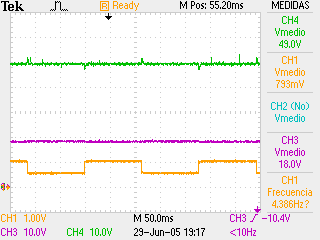 Tek R Ready M Pos: 55.20ms MEDIDAS
CH4
Vmedio
49.0V
CH1
Vmedio
793mV
CH2 (No)
Vmedio
CH3
Vmedio
18.0V
CH1
Frecuencia
4.386Hz?
CH1 1.00V M 50.0ms CH3 -10.4V
CH3 10.0V CH4 10.0V 29-Jun-05 19:17 <10Hz